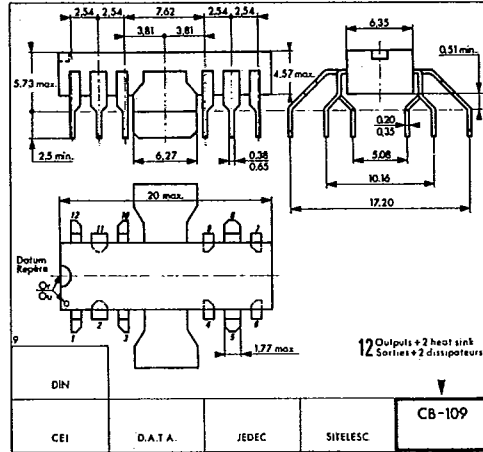 2,54 2,54 7,62 2,54 2,54
3,81 3,81
5,73 max.
4,57 max.
2,5 min.
6,27
0,38
0,65
6,35
0,51 min
0,20
0,35
5,08
10,16
17,20
20 max.
12 11 10 9 8 7
Datum
Repère
Or
Ou
1 2 3 4 5 6
1,77 max
12 Outputs + 2 heat sink
Sorties + 2 dissipateurs
9
DIN
CEI
D.A.T.A.
JEDEC
SITELESC
CB-109